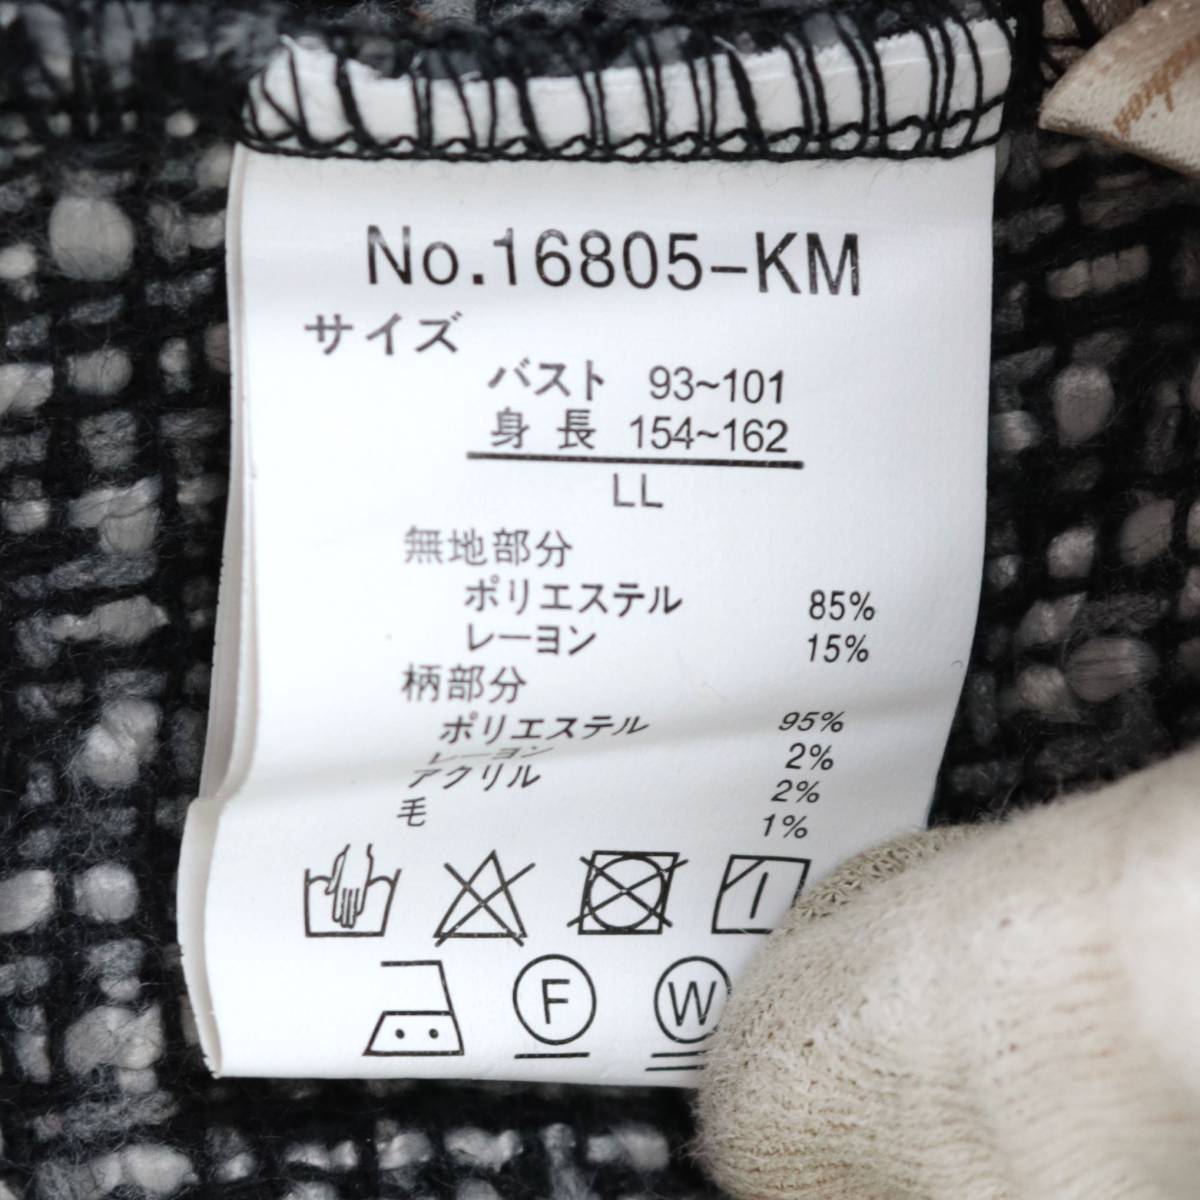 No.16805-KM
サイズ
バスト 93~101
身長 154~162
LL
無地部分
ポリエステル 85%
レーヨン 15%
柄部分
ポリエステル 95%
レーヨン 2%
アクリル 2%
毛 1%
F W